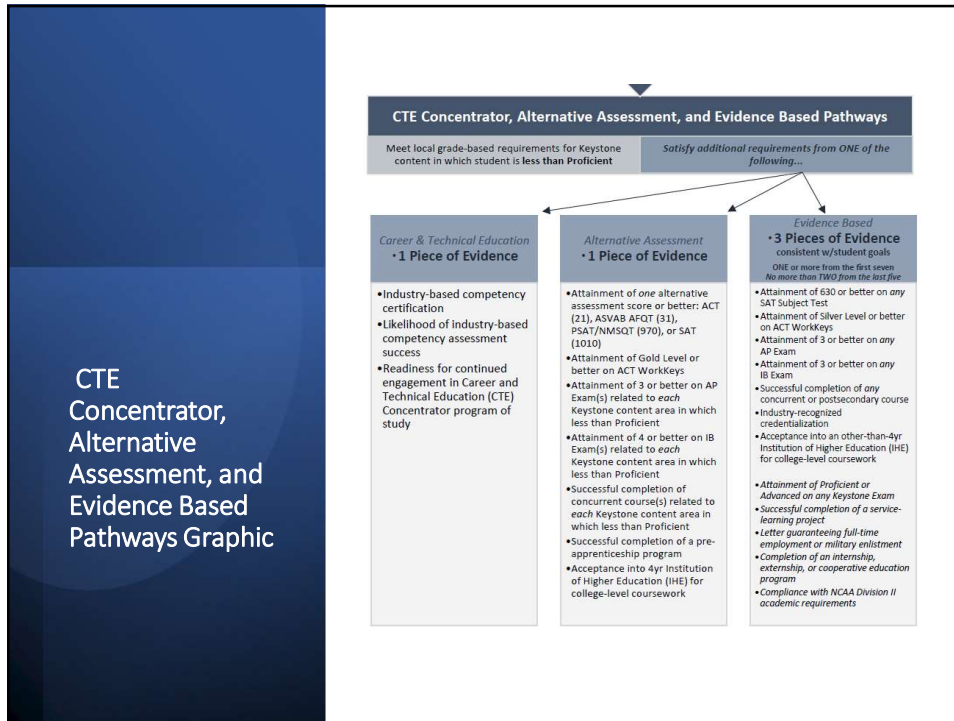 CTE
Concentrator,
Alternative
Assessment, and
Evidence Based
Pathways Graphic
CTE Concentrator, Alternative Assessment, and Evidence Based Pathways
Meet local grade-based requirements for Keystone
content in which student is less than Proficient
Satisfy additional requirements from ONE of the
following...
Career & Technical Education
· 1 Piece of Evidence
•Industry-based competency
certification
•Likelihood of industry-based
competency assessment
success
•Readiness for continued
engagement in Career and
Technical Education (CTE)
Concentrator program of
study
Alternative Assessment
· 1 Piece of Evidence
•Attainment of one alternative
assessment score or better: ACT
(21), ASVAB AFQT (31),
PSAT/NMSQT (970), or SAT
(1010)
•Attainment of Gold Level or
better on ACT WorkKeys
•Attainment of 3 or better on AP
Exam(s) related to each
Keystone content area in which
less than Proficient
•Attainment of 4 or better on IB
Exam(s) related to each
Keystone content area in which
less than Proficient
•Successful completion of
concurrent course(s) related to
each Keystone content area in
which less than Proficient
•Successful completion of a pre-
apprenticeship program
•Acceptance into 4yr Institution
of Higher Education (IHE) for
college-level coursework
Evidence Based
· 3 Pieces of Evidence
consistent w/student goals
ONE or more from the first seven
No more than TWO from the last five
•Attainment of 630 or better on any
SAT Subject Test
•Attainment of Silver Level or better
on ACT WorkKeys
•Attainment of 3 or better on any
AP Exam
•Attainment of 3 or better on any
IB Exam
•Successful completion of any
concurrent or postsecondary course
•Industry-recognized
credentialization
•Acceptance into an other-than-4yr
Institution of Higher Education (IHE)
for college-level coursework
•Attainment of Proficient or
Advanced on any Keystone Exam
•Successful completion of a service-
learning project
•Letter guaranteeing full-time
employment or military enlistment
•Completion of an internship,
externship, or cooperative education
program
•Compliance with NCAA Division II
academic requirements